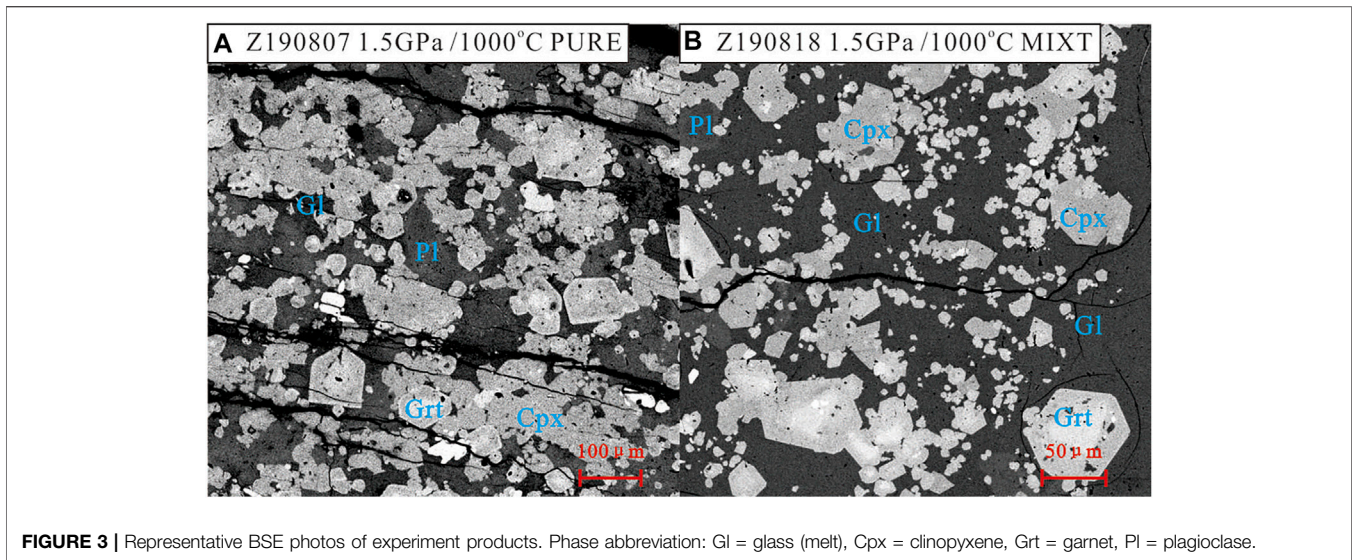 A Z190807 1.5GPa /1000°C PURE
B Z190818 1.5GPa /1000°C MIXT
Gl
Pl
Grt
Cpx
100 μm
Pl
Cpx
Cpx
Gl
Gl
Grt
50 μm
FIGURE 3 | Representative BSE photos of experiment products. Phase abbreviation: Gl = glass (melt), Cpx = clinopyxene, Grt = garnet, Pl = plagioclase.